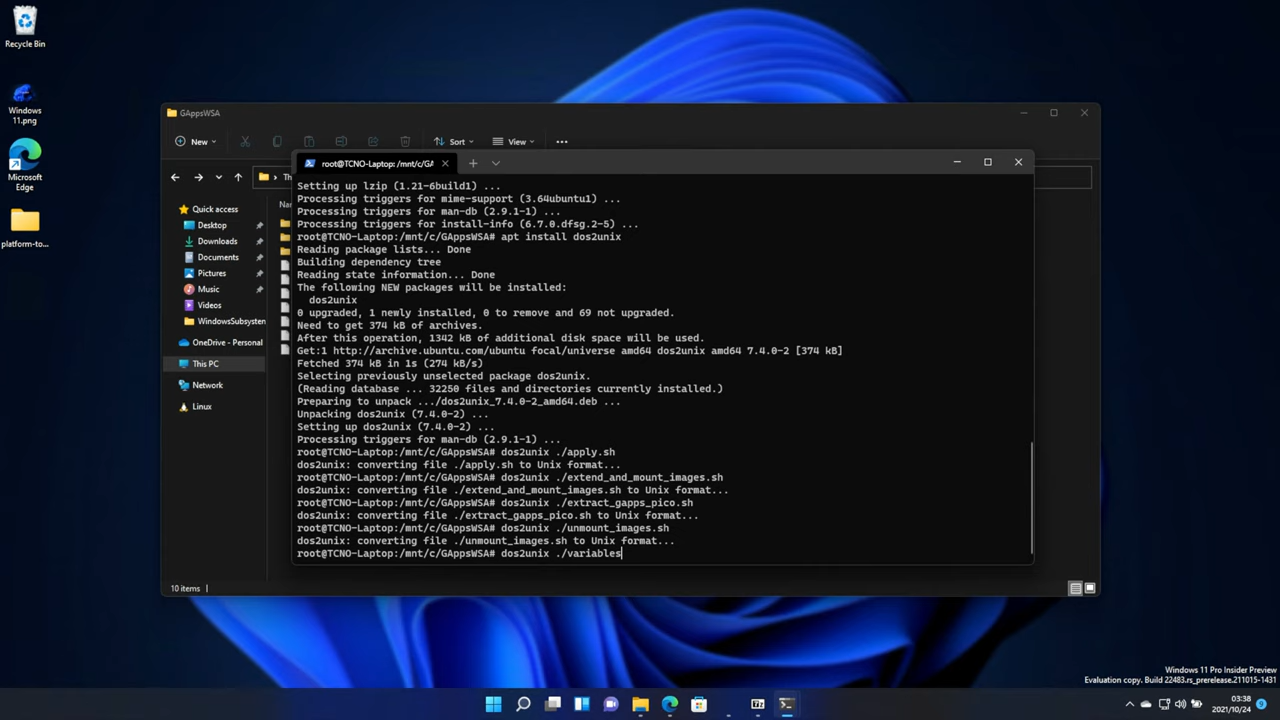 Recycle Bin
Windows
11.png
Microsoft
Edge
platform-to...
GAppsWSA
New
Sort
View
Quick access
Desktop
Downloads
Documents
Pictures
Music
Videos
WindowsSubsysten
OneDrive - Personal
This PC
Network
Linux
10 items
root@TCNO-Laptop: /mnt/c/GA
Setting up lzip (1.21-6build1) ...
Processing triggers for mime-support (3.64ubuntu1) ...
Processing triggers for man-db (2.9.1-1) ...
Processing triggers for install-info (6.7.0.dfsg.2-5) ...
root@TCNO-Laptop:/mnt/c/GAppsWSA# apt install dos2unix
Reading package lists... Done
Building dependency tree
Reading state information... Done
The following NEW packages will be installed:
dos2unix
0 upgraded, 1 newly installed, 0 to remove and 69 not upgraded.
Need to get 374 kB of archives.
After this operation, 1342 kB of additional disk space will be used.
Get:1 http://archive.ubuntu.com/ubuntu focal/universe amd64 dos2unix amd64 7.4.0-2 [374 kB]
Fetched 374 kB in 1s (274 kB/s)
Selecting previously unselected package dos2unix.
(Reading database ... 32250 files and directories currently installed.)
Preparing to unpack .../dos2unix_7.4.0-2_amd64.deb ...
Unpacking dos2unix (7.4.0-2) ...
Setting up dos2unix (7.4.0-2) ...
Processing triggers for man-db (2.9.1-1) ...
root@TCNO-Laptop:/mnt/c/GAppsWSA# dos2unix ./apply.sh
dos2unix: converting file ./apply.sh to Unix format...
root@TCNO-Laptop:/mnt/c/GAppsWSA# dos2unix ./extend_and_mount_images.sh
dos2unix: converting file ./extend_and_mount_images.sh to Unix format...
root@TCNO-Laptop:/mnt/c/GAppsWSA# dos2unix ./extract_gapps_pico.sh
dos2unix: converting file ./extract_gapps_pico.sh to Unix format...
root@TCNO-Laptop:/mnt/c/GAppsWSA# dos2unix ./unmount_images.sh
dos2unix: converting file ./unmount_images.sh to Unix format...
root@TCNO-Laptop:/mnt/c/GAppsWSA# dos2unix ./variables
Windows 11 Pro Insider Preview
Evaluation copy. Build 22483.rs_prerelease.211015-1431
03:38
2021/10/24